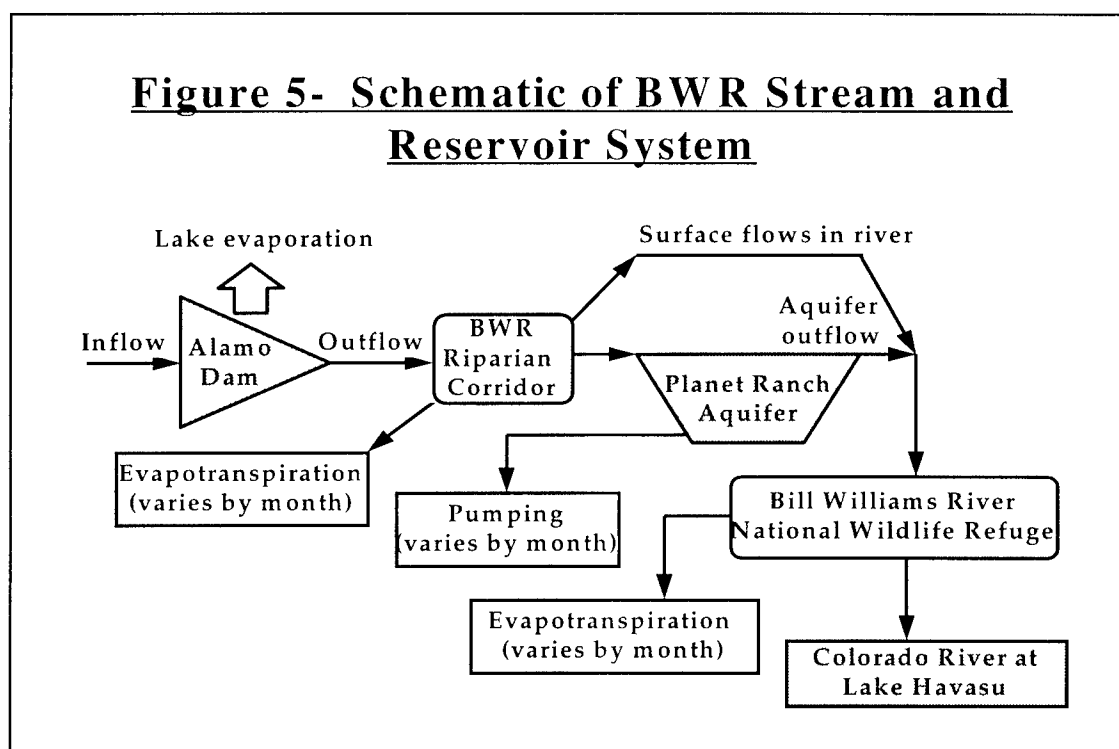 Figure 5- Schematic of BWR Stream and
Reservoir System
Lake evaporation
Surface flows in river
Inflow
Alamo
Dam
Outflow
BWR
Riparian
Corridor
Aquifer
outflow
Planet Ranch
Aquifer
Evapotranspiration
(varies by month)
Pumping
(varies by month)
Bill Williams River
National Wildlife Refuge
Evapotranspiration
(varies by month)
Colorado River at
Lake Havasu